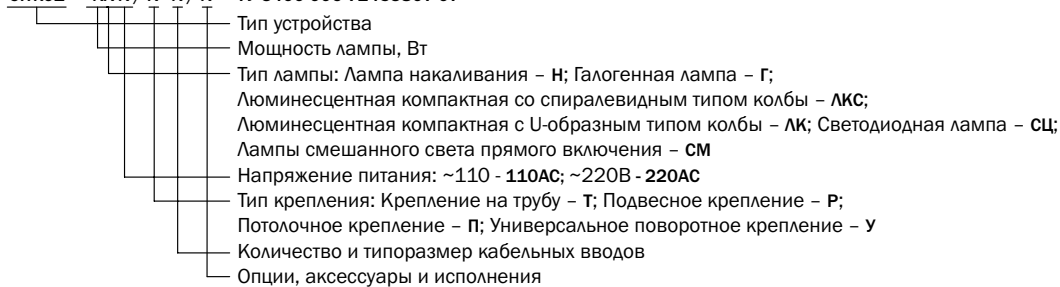 Тип устройства
Мощность лампы, Вт
Тип лампы: Лампа накаливания – Н; Галогенная лампа – Г;
Люминесцентная компактная со спиралевидным типом колбы – ЛКС;
Люминесцентная компактная с U-образным типом колбы – ЛК; Светодиодная лампа – СЦ;
Лампы смешанного света прямого включения – СМ
Напряжение питания: ~110 - 110AC; ~220В - 220AC
Тип крепления: Крепление на трубу – Т; Подвесное крепление – Р;
Потолочное крепление – П; Универсальное поворотное крепление – У
Количество и типоразмер кабельных вводов
Опции, аксессуары и исполнения